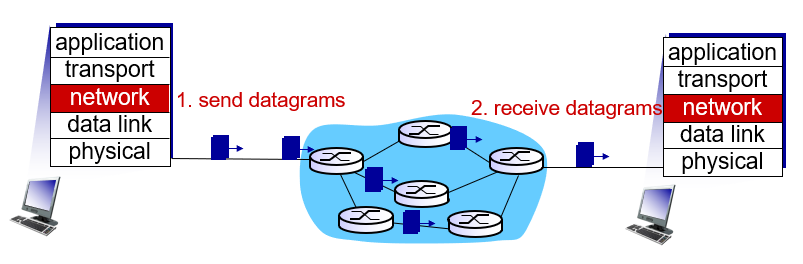 application
transport
network
data link
physical
1. send datagrams
2. receive datagrams
application
transport
network
data link
physical